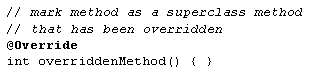 // mark method as a superclass method
// that has been overridden
@Override
int overriddenMethod() { }